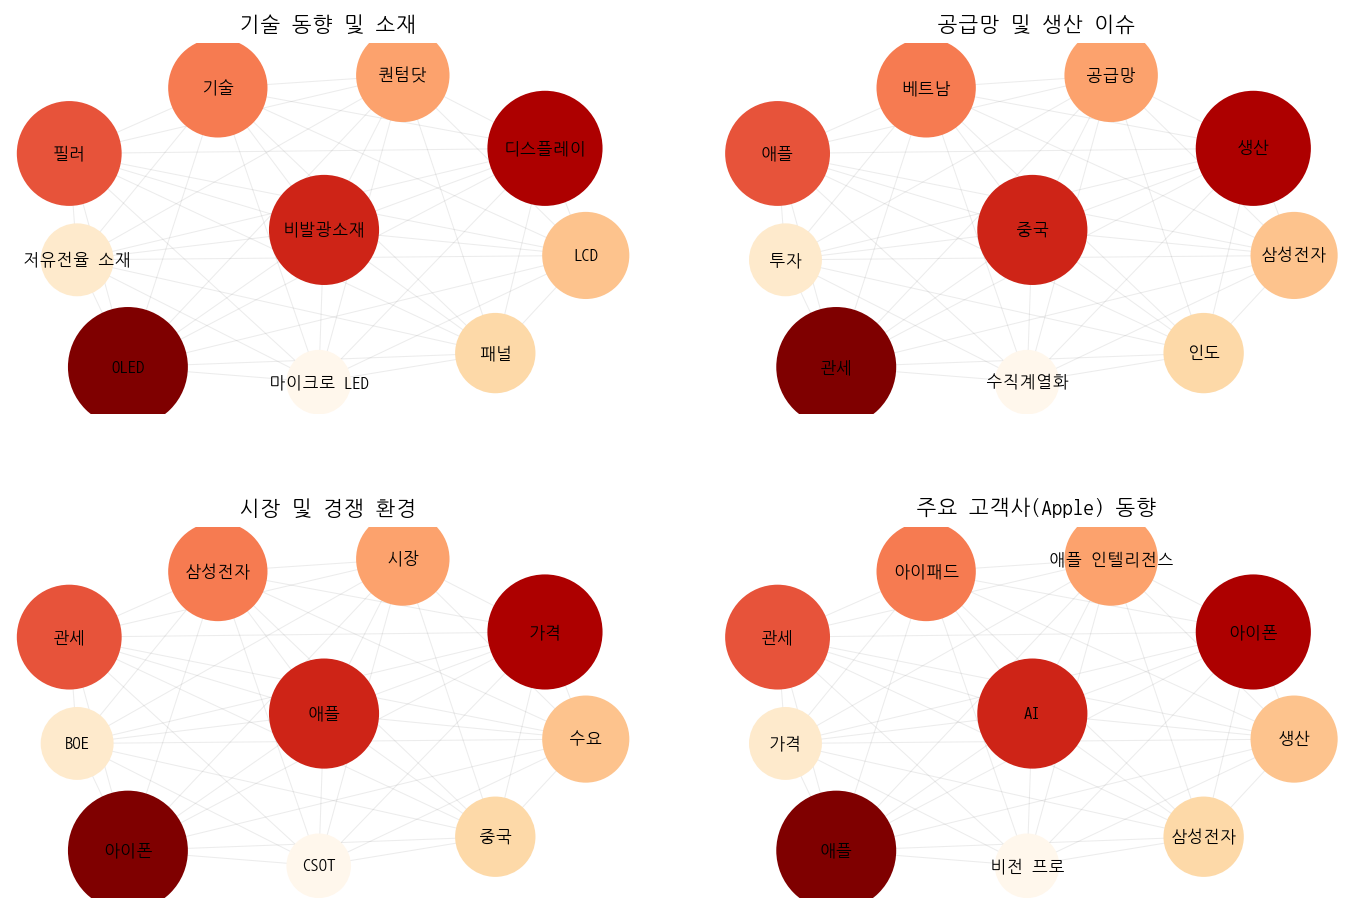 기술 동향 및 소재
퀀텀닷
기술
디스플레이
필러
비발광소재
LCD
저유전율 소재
패널
OLED
마이크로 LED
공급망 및 생산 이슈
공급망
베트남
생산
애플
중국
삼성전자
투자
인도
관세
수직계열화
시장 및 경쟁 환경
시장
삼성전자
가격
관세
애플
수요
BOE
중국
아이폰
CSOT
주요 고객사(Apple) 동향
애플 인텔리전스
아이패드
아이폰
관세
AI
생산
가격
삼성전자
애플
비전 프로